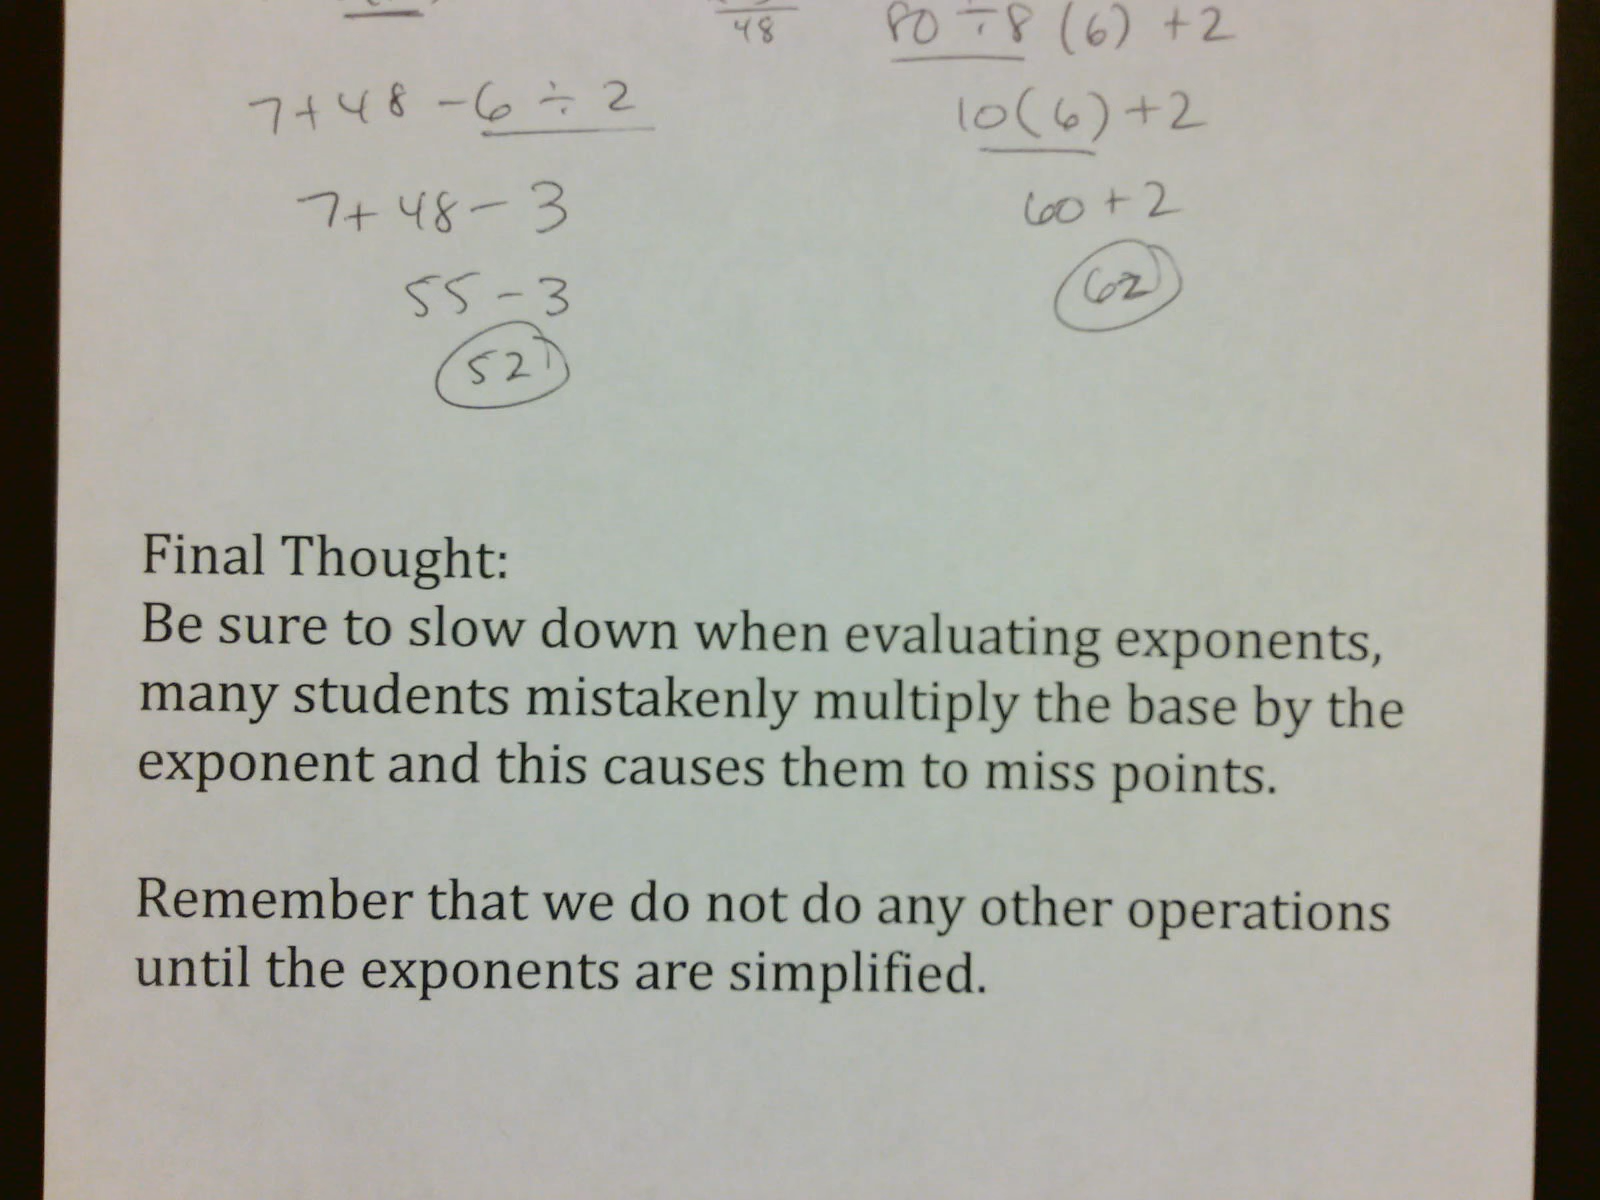 48
80 ÷ 8 (6) + 2
7 + 48 - 6 ÷ 2
10(6) + 2
7 + 48 - 3
60 + 2
55 - 3
62
52
Final Thought:
Be sure to slow down when evaluating exponents,
many students mistakenly multiply the base by the
exponent and this causes them to miss points.
Remember that we do not do any other operations
until the exponents are simplified.